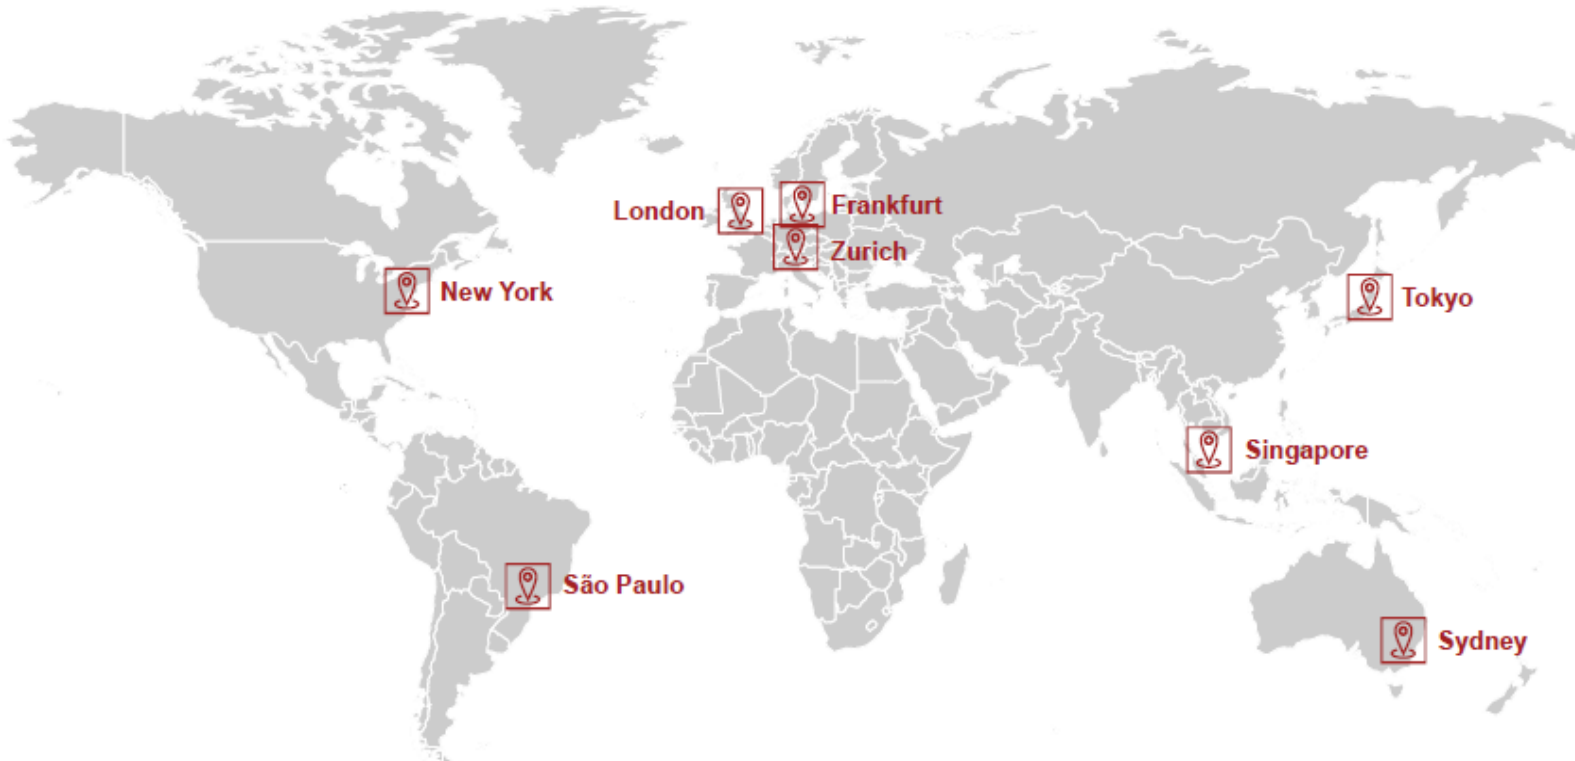 London
Frankfurt
Zurich
New York
Tokyo
Singapore
São Paulo
Sydney